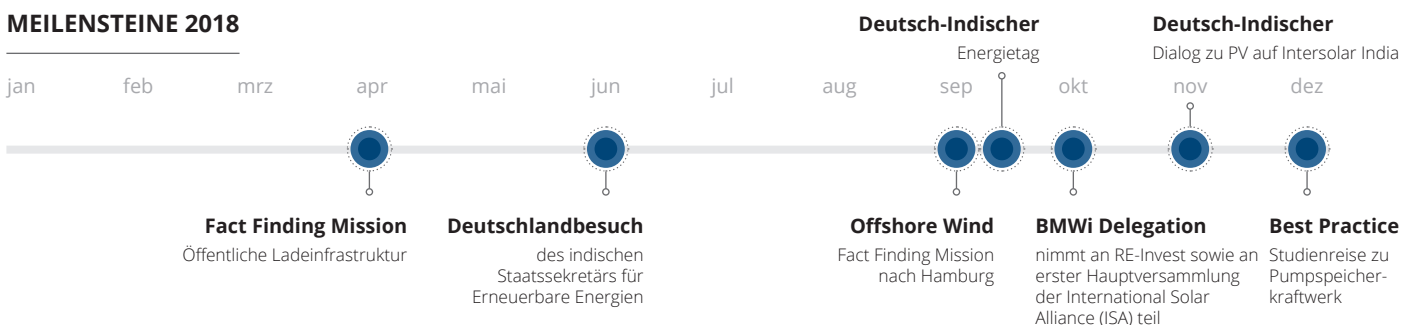 MEILENSTEINE 2018
Deutsch-Indischer
Energietag
Deutsch-Indischer
Dialog zu PV auf Intersolar India
jan feb mrz apr mai jun jul aug sep okt nov dez
Fact Finding Mission
Öffentliche Ladeinfrastruktur
Deutschlandbesuch
des indischen
Staatssekretärs für
Erneuerbare Energien
Offshore Wind
Fact Finding Mission
nach Hamburg
BMWi Delegation
nimmt an RE-Invest sowie an
erster Hauptversammlung
der International Solar
Alliance (ISA) teil
Best Practice
Studienreise zu
Pumpspeicher-
kraftwerk